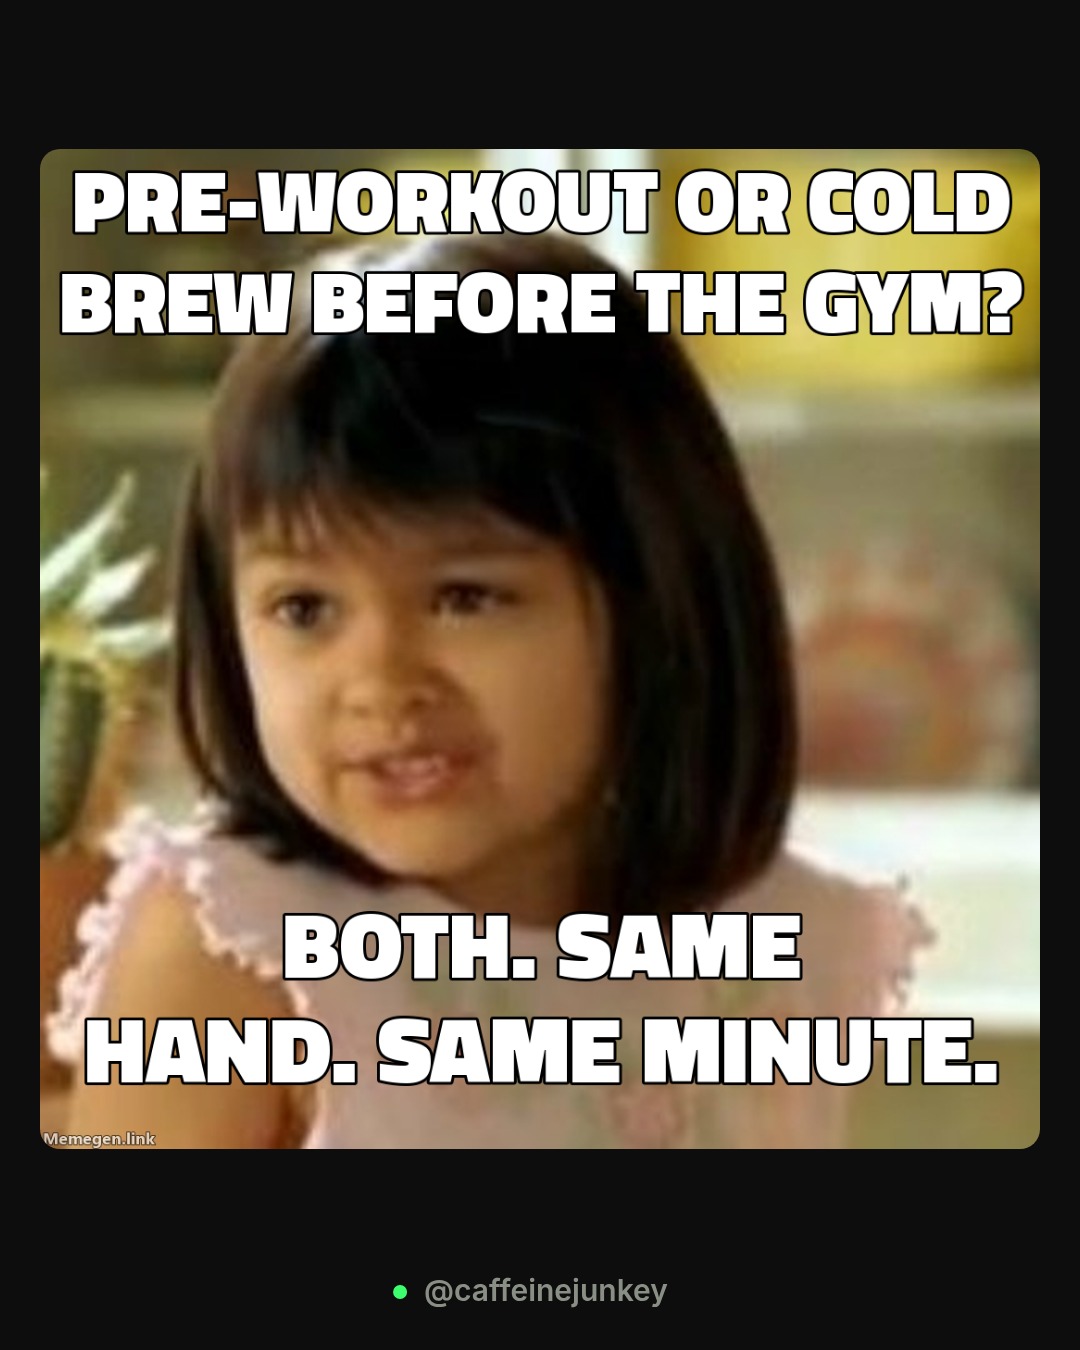 PRE-WORKOUT OR COLD
BREW BEFORE THE GYM?
BOTH. SAME
HAND. SAME MINUTE.
Memegen.link
@caffeinejunkey